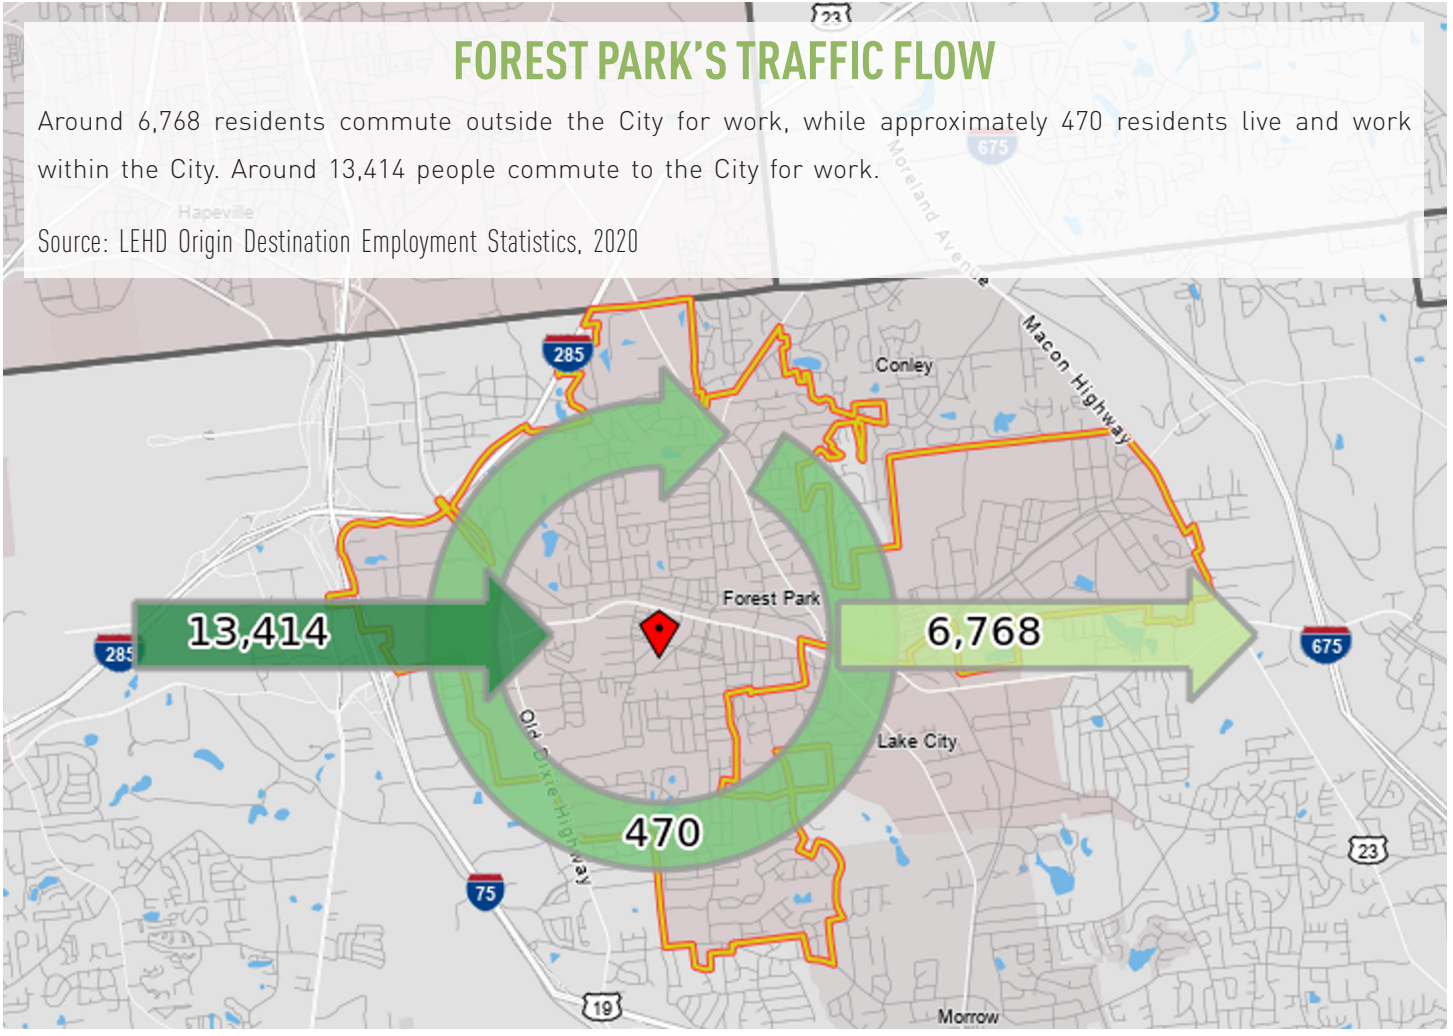 23
FOREST PARK'S TRAFFIC FLOW
Around 6,768 residents commute outside the City for work, while approximately 470 residents live and work
within the City. Around 13,414 people commute to the City for work.
675
Moreland Avenue
Hapeville
Source: LEHD Origin Destination Employment Statistics, 2020
Macon Highway
285
Conley
Forest Park
13,414
6,768
285
675
Old Dixie Highway
Lake City
470
23
75
19
Morrow